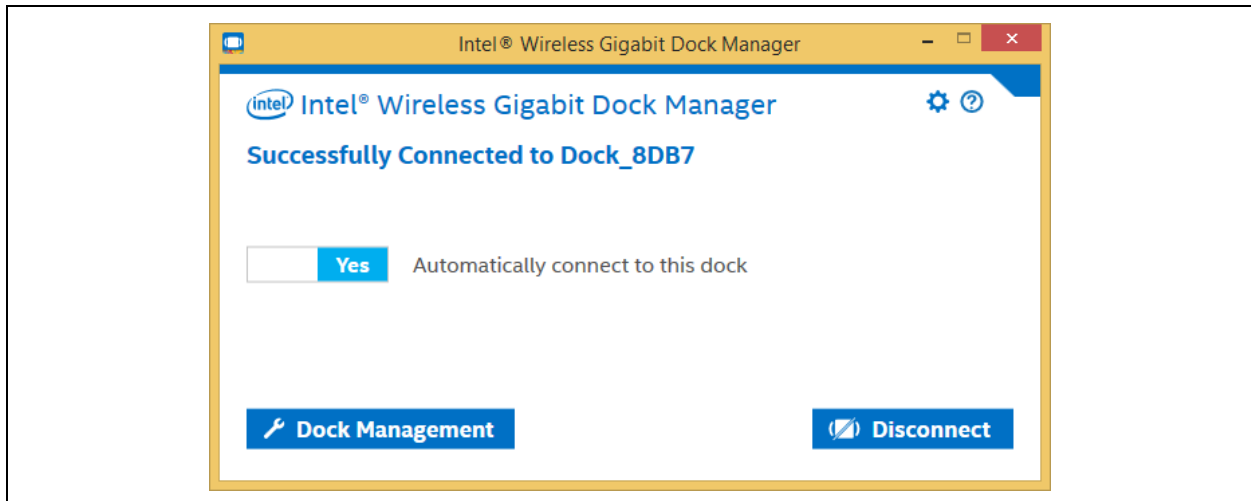 Intel® Wireless Gigabit Dock Manager
intel Intel® Wireless Gigabit Dock Manager
Successfully Connected to Dock_8DB7
Yes Automatically connect to this dock
Dock Management Disconnect